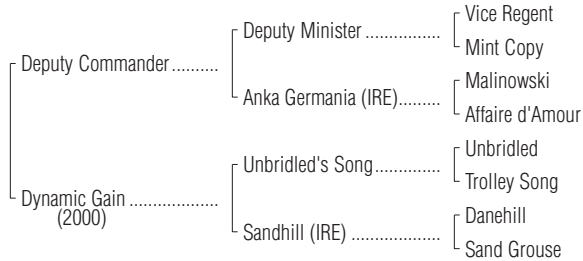 Vice Regent
Deputy Minister ................
Mint Copy
Deputy Commander..........
Malinowski
Anka Germania (IRE).........
Affaire d'Amour
Unbridled
Unbridled's Song..............
Trolley Song
Dynamic Gain ...................
(2000)
Danehill
Sandhill (IRE) ...................
Sand Grouse